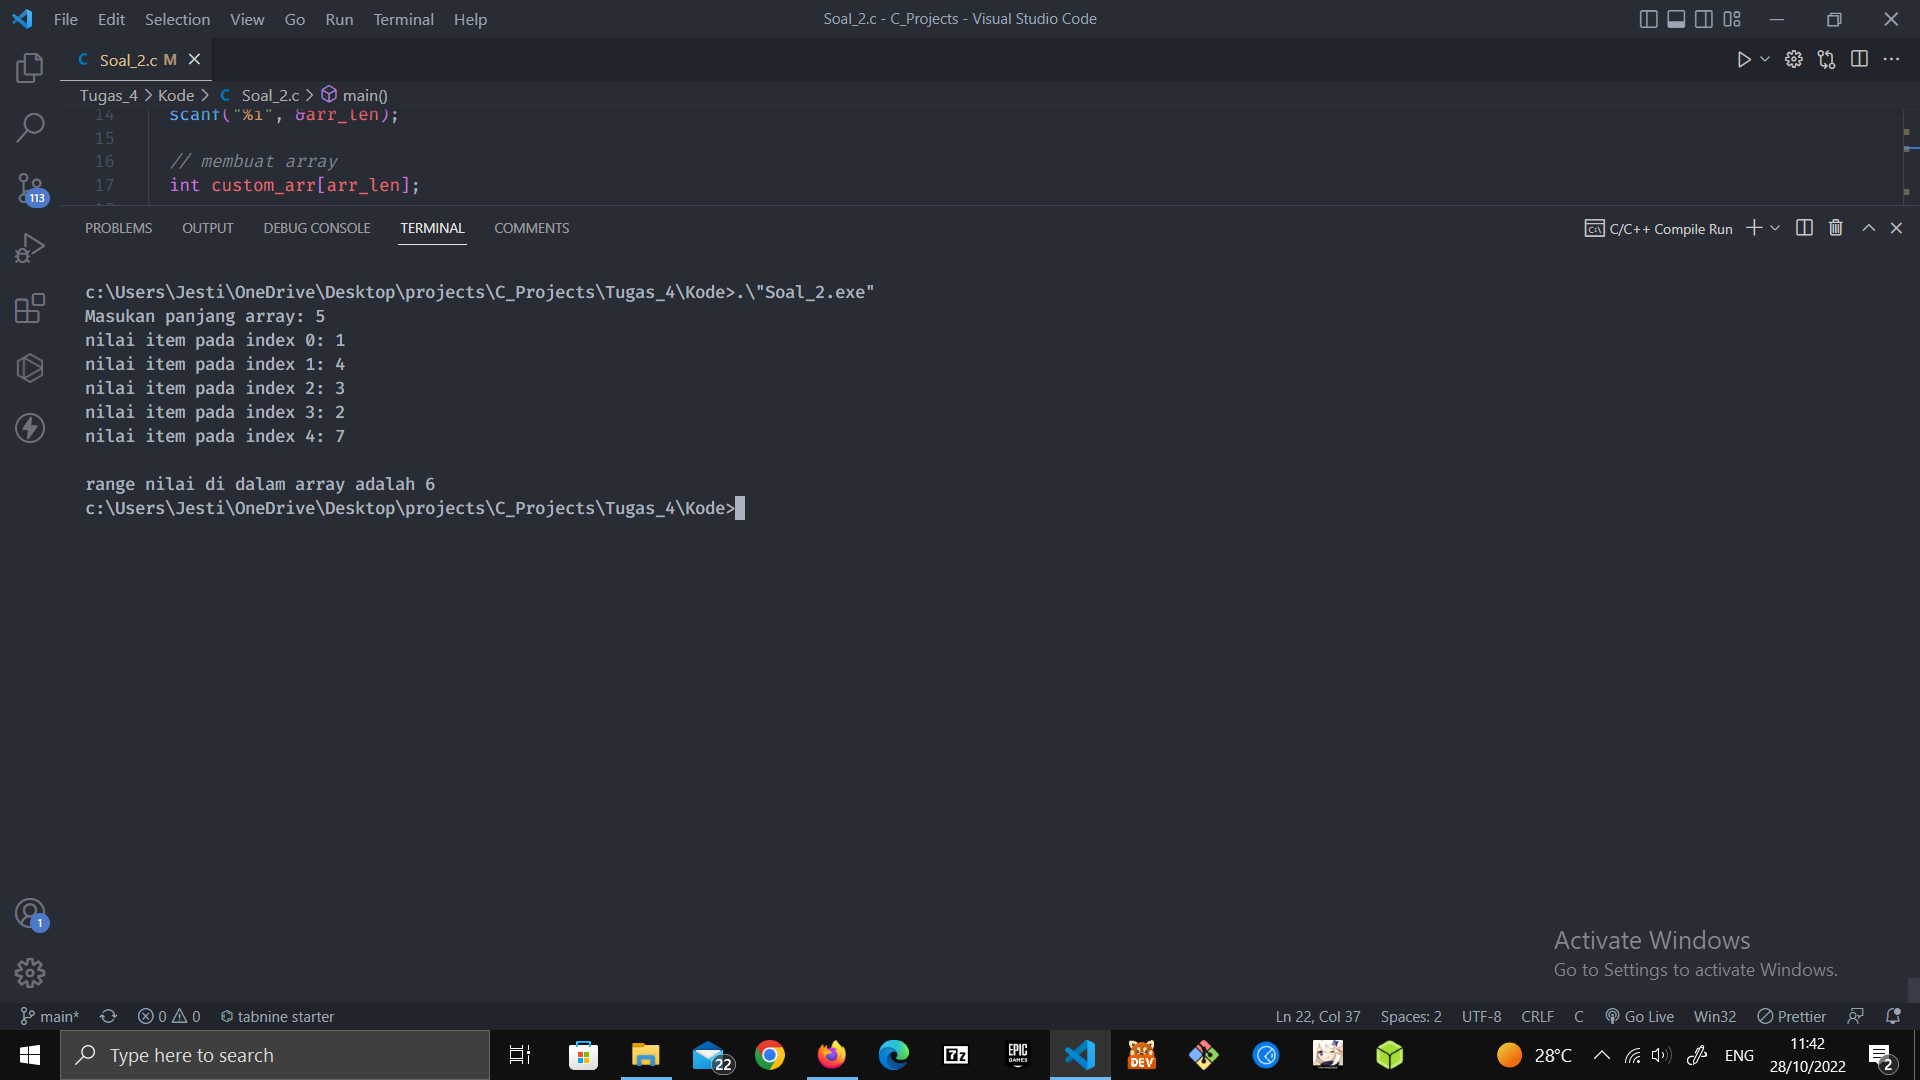 File Edit Selection View Go Run Terminal Help
Soal_2.c - C_Projects - Visual Studio Code
C Soal_2.c M
Tugas_4 > Kode > C Soal_2.c > main()
14 scanf("%i", &arr_len);
15
16 // membuat array
17 int custom_arr[arr_len];
113
PROBLEMS OUTPUT DEBUG CONSOLE TERMINAL COMMENTS
C/C++ Compile Run
c:\Users\Jesti\OneDrive\Desktop\projects\C_Projects\Tugas_4\Kode>.\"Soal_2.exe"
Masukan panjang array: 5
nilai item pada index 0: 1
nilai item pada index 1: 4
nilai item pada index 2: 3
nilai item pada index 3: 2
nilai item pada index 4: 7
range nilai di dalam array adalah 6
c:\Users\Jesti\OneDrive\Desktop\projects\C_Projects\Tugas_4\Kode>
1
Activate Windows
Go to Settings to activate Windows.
main* 0 0 tabnine starter
Ln 22, Col 37 Spaces: 2 UTF-8 CRLF C Go Live Win32 Prettier
Type here to search
22
7z
EPIC GAMES
DEV
28°C
ENG
11:42
28/10/2022
2